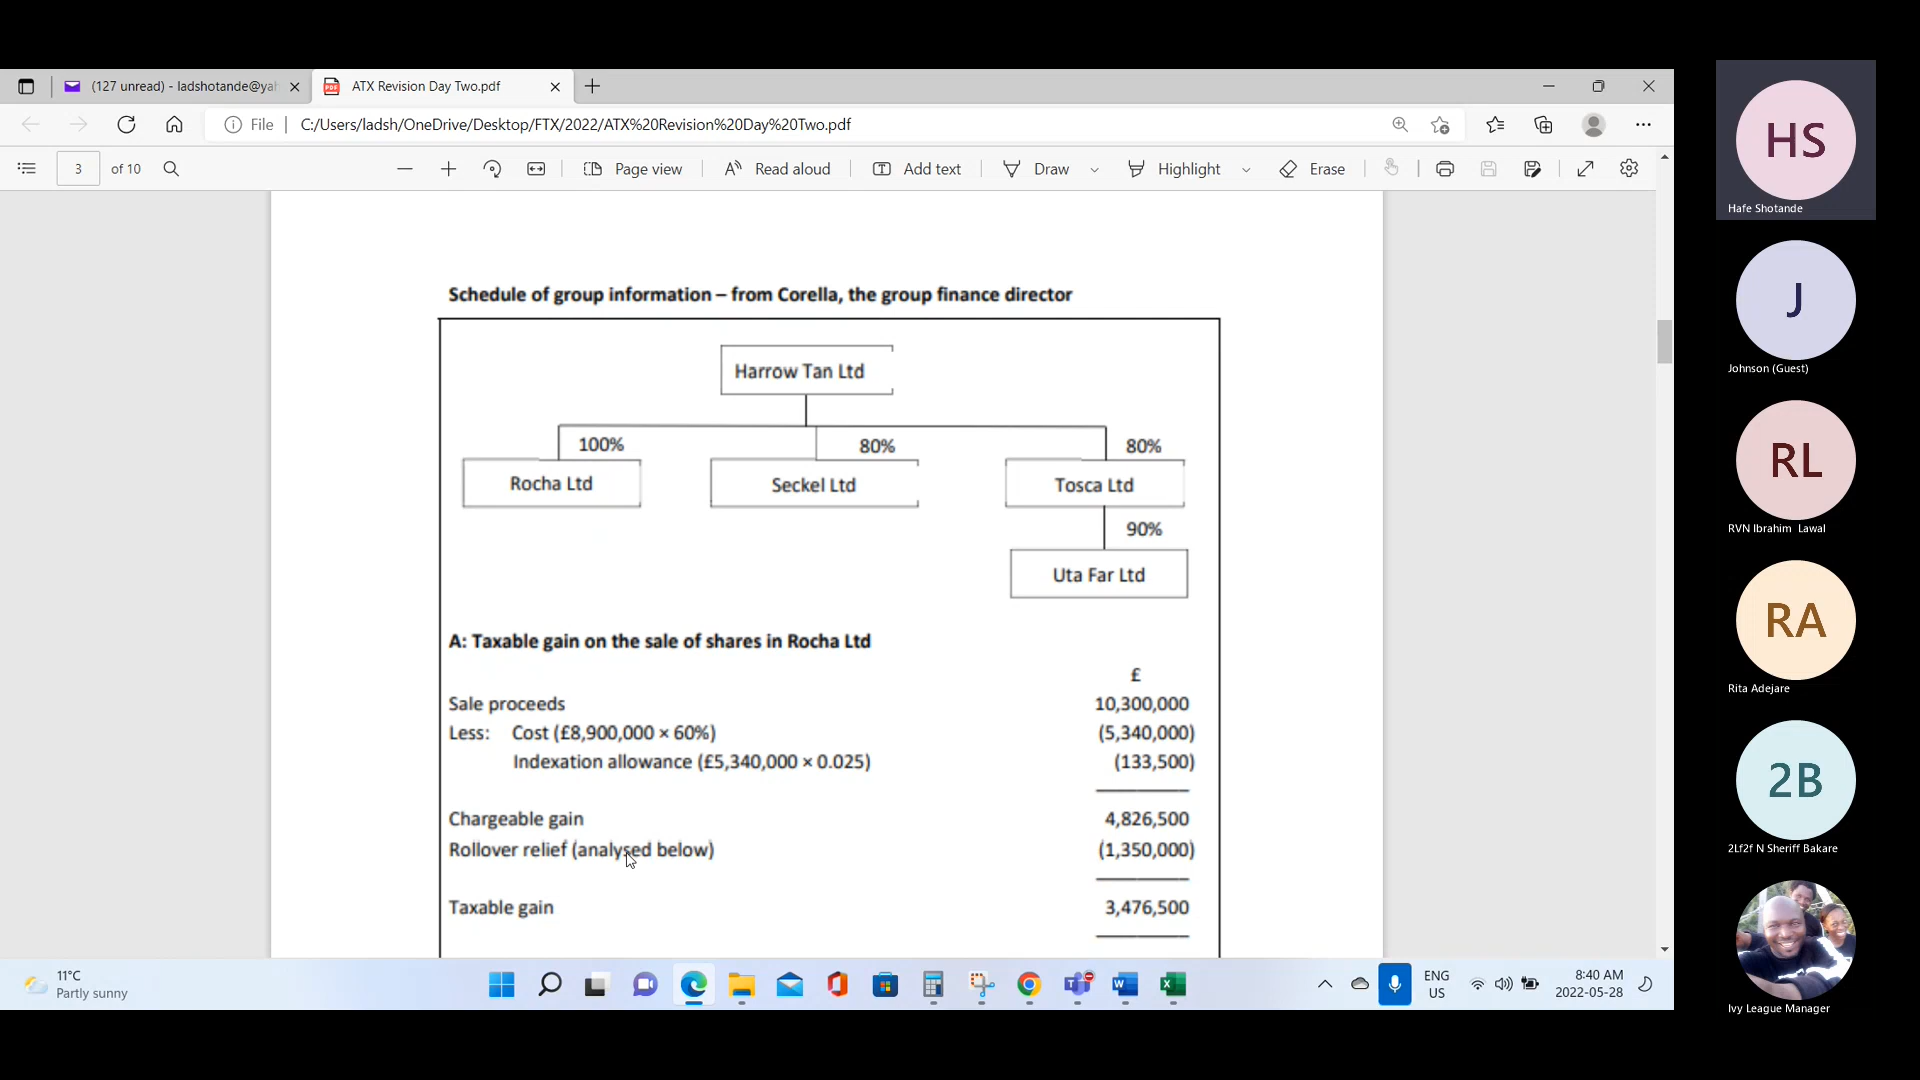 (127 unread) - ladshotande@yah
ATX Revision Day Two.pdf
File
C:/Users/ladsh/OneDrive/Desktop/FTX/2022/ATX%20Revision%20Day%20Two.pdf
3 of 10
Page view
Read aloud
Add text
Draw
Highlight
Erase
Schedule of group information – from Corella, the group finance director
Harrow Tan Ltd
100% 80% 80%
Rocha Ltd Seckel Ltd Tosca Ltd
90%
Uta Far Ltd
A: Taxable gain on the sale of shares in Rocha Ltd
£
Sale proceeds 10,300,000
Less: Cost (£8,900,000 × 60%) (5,340,000)
Indexation allowance (£5,340,000 × 0.025) (133,500)
Chargeable gain 4,826,500
Rollover relief (analysed below) (1,350,000)
Taxable gain 3,476,500
11°C
Partly sunny
ENG
US
8:40 AM
2022-05-28
HS
Hafe Shotande
J
Johnson (Guest)
RL
RVN Ibrahim Lawal
RA
Rita Adejare
2B
2Lf2f N Sheriff Bakare
Ivy League Manager